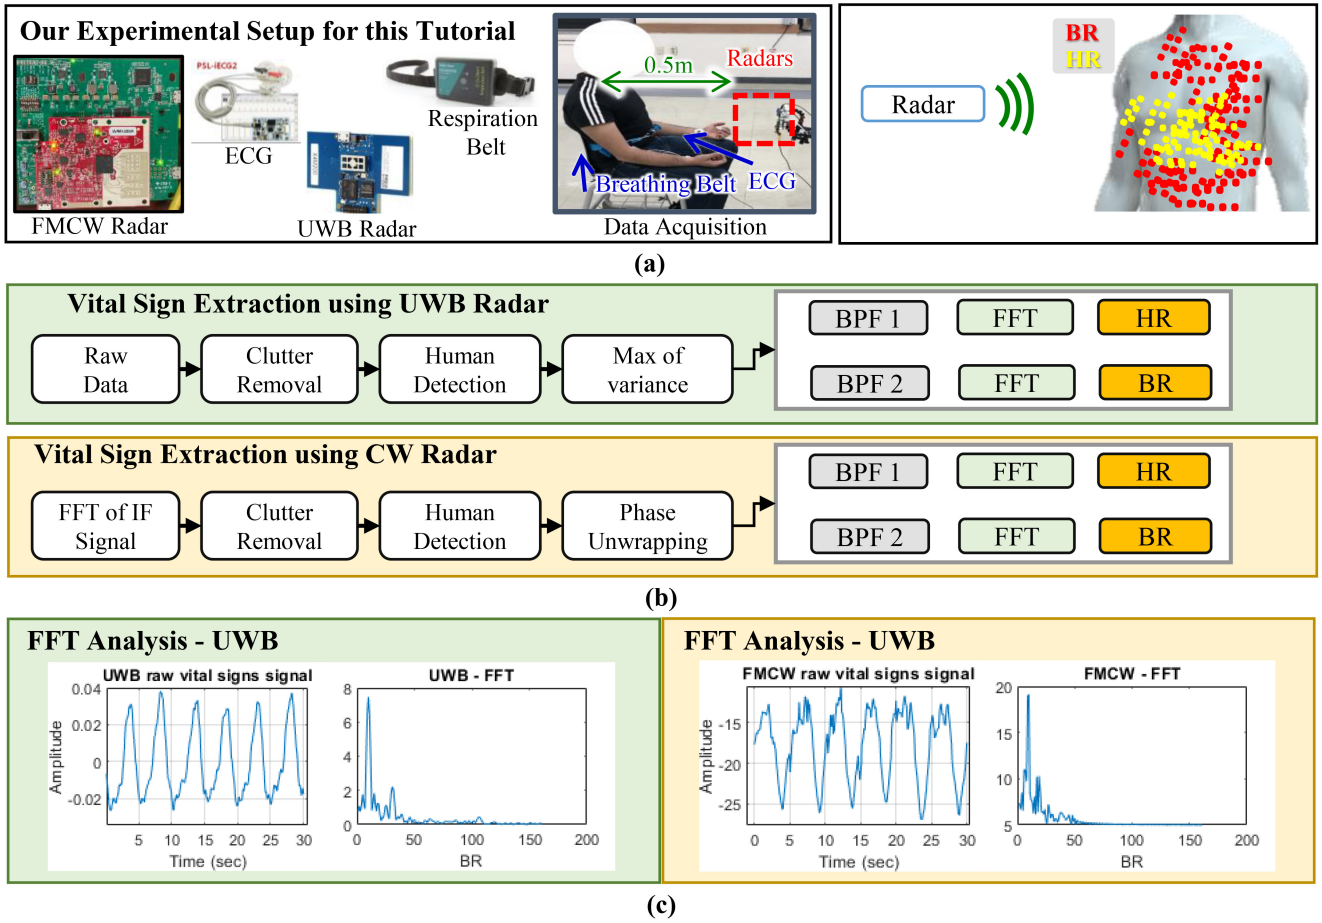 Our Experimental Setup for this Tutorial
PSL-iECG2
ECG
FMCW Radar
UWB Radar
Respiration
Belt
0.5m
Radars
Breathing Belt
ECG
Data Acquisition
Radar
BR
HR
(a)
Vital Sign Extraction using UWB Radar
Raw
Data
Clutter
Removal
Human
Detection
Max of
variance
BPF 1
FFT
HR
BPF 2
FFT
BR
Vital Sign Extraction using CW Radar
FFT of IF
Signal
Clutter
Removal
Human
Detection
Phase
Unwrapping
BPF 1
FFT
HR
BPF 2
FFT
BR
(b)
FFT Analysis - UWB
UWB raw vital signs signal
Amplitude
0.04
0.02
0
-0.02
5 10 15 20 25 30
Time (sec)
UWB - FFT
8
6
4
2
0
0 50 100 150 200
BR
FFT Analysis - UWB
FMCW raw vital signs signal
Amplitude
-15
-20
-25
0 5 10 15 20 25 30
Time (sec)
FMCW - FFT
20
15
10
5
0 50 100 150 200
BR
(c)